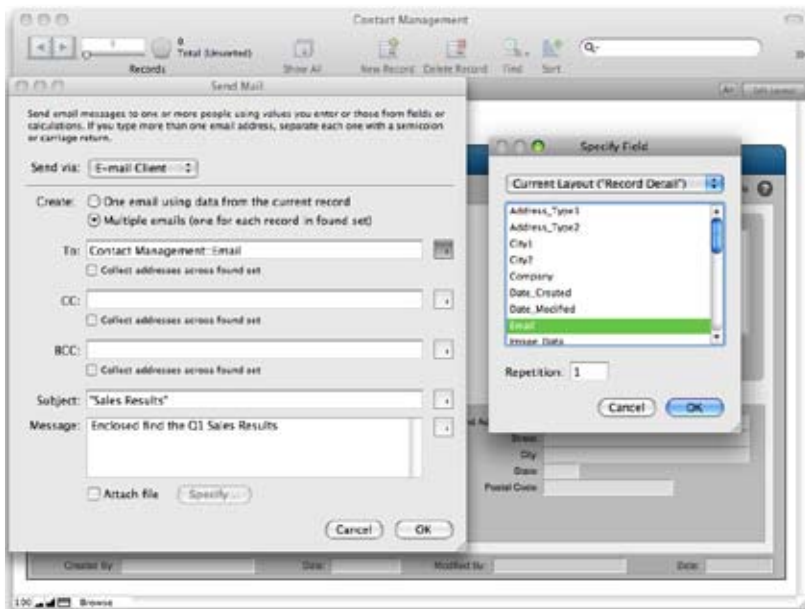 Contact Management
0
Total (Unsorted)
Records
Show All
New Record
Delete Record
Find
Sort
Send Mail
Send email messages to one or more people using values you enter or those from fields or
calculations. If you type more than one email address, separate each one with a semicolon
or carriage return.
Send via: E-mail Client
Create: One email using data from the current record
Multiple emails (one for each record in found set)
To: Contact Management::Email
Collect addresses across found set
CC:
Collect addresses across found set
BCC:
Collect addresses across found set
Subject: "Sales Results"
Message: Enclosed find the Q1 Sales Results
Attach file
Specify...
Cancel
OK
Specify Field
Current Layout ("Record Detail")
Address_Type1
Address_Type2
City1
City2
Company
Date_Created
Date_Modified
Email
Image_Data
Repetition: 1
Cancel
OK
Street
City
State
Postal Code
Created By
Date:
Modified By:
Date:
100
Browse